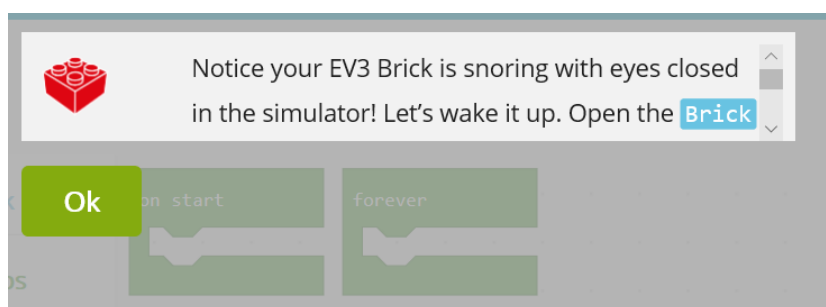 Notice your EV3 Brick is snoring with eyes closed
in the simulator! Let’s wake it up. Open the Brick
Ok
on start
forever